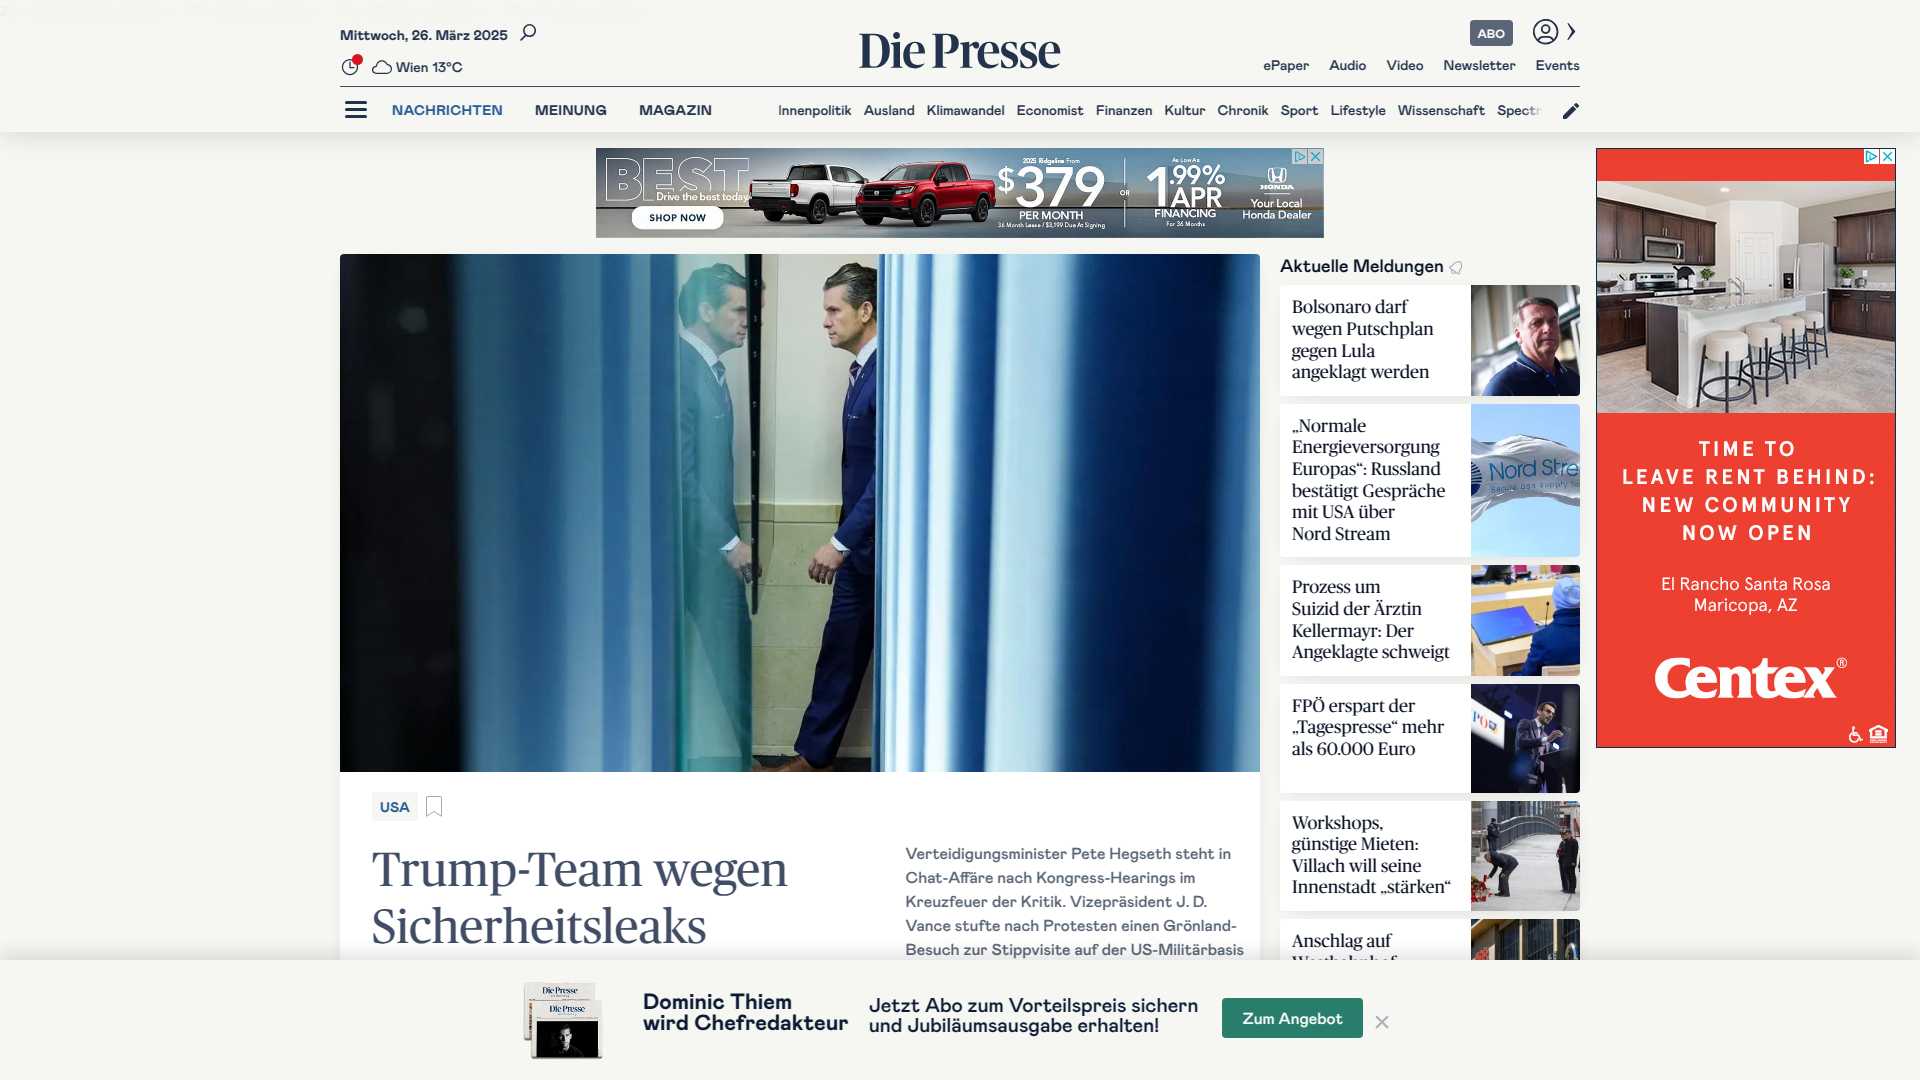 Mittwoch, 26. März 2025
Wien 13°C
Die Presse
ABO
ePaper Audio Video Newsletter Events
NACHRICHTEN MEINUNG MAGAZIN Innenpolitik Ausland Klimawandel Economist Finanzen Kultur Chronik Sport Lifestyle Wissenschaft Spectr
BEST
Drive the best today.
SHOP NOW
2025 Ridgeline From
$379
PER MONTH
36 Month Lease / $3,199 Due At Signing
OR
As Low As
1.99%
APR
FINANCING
For 36 Months
HONDA
Your Local
Honda Dealer
Aktuelle Meldungen
Bolsonaro darf
wegen Putschplan
gegen Lula
angeklagt werden
„Normale
Energieversorgung
Europas“: Russland
bestätigt Gespräche
mit USA über
Nord Stream
Nord Stre
Prozess um
Suizid der Ärztin
Kellermayr: Der
Angeklagte schweigt
FPÖ erspart der
„Tagespresse“ mehr
als 60.000 Euro
Workshops,
günstige Mieten:
Villach will seine
Innenstadt „stärken“
Anschlag auf
TIME TO
LEAVE RENT BEHIND:
NEW COMMUNITY
NOW OPEN
El Rancho Santa Rosa
Maricopa, AZ
Centex®
USA
Trump-Team wegen
Sicherheitsleaks
Verteidigungsminister Pete Hegseth steht in
Chat-Affäre nach Kongress-Hearings im
Kreuzfeuer der Kritik. Vizepräsident J. D.
Vance stufte nach Protesten einen Grönland-
Besuch zur Stippvisite auf der US-Militärbasis
Die Presse
Die Presse
Dominic Thiem
wird Chefredakteur
Jetzt Abo zum Vorteilspreis sichern
und Jubiläumsausgabe erhalten!
Zum Angebot